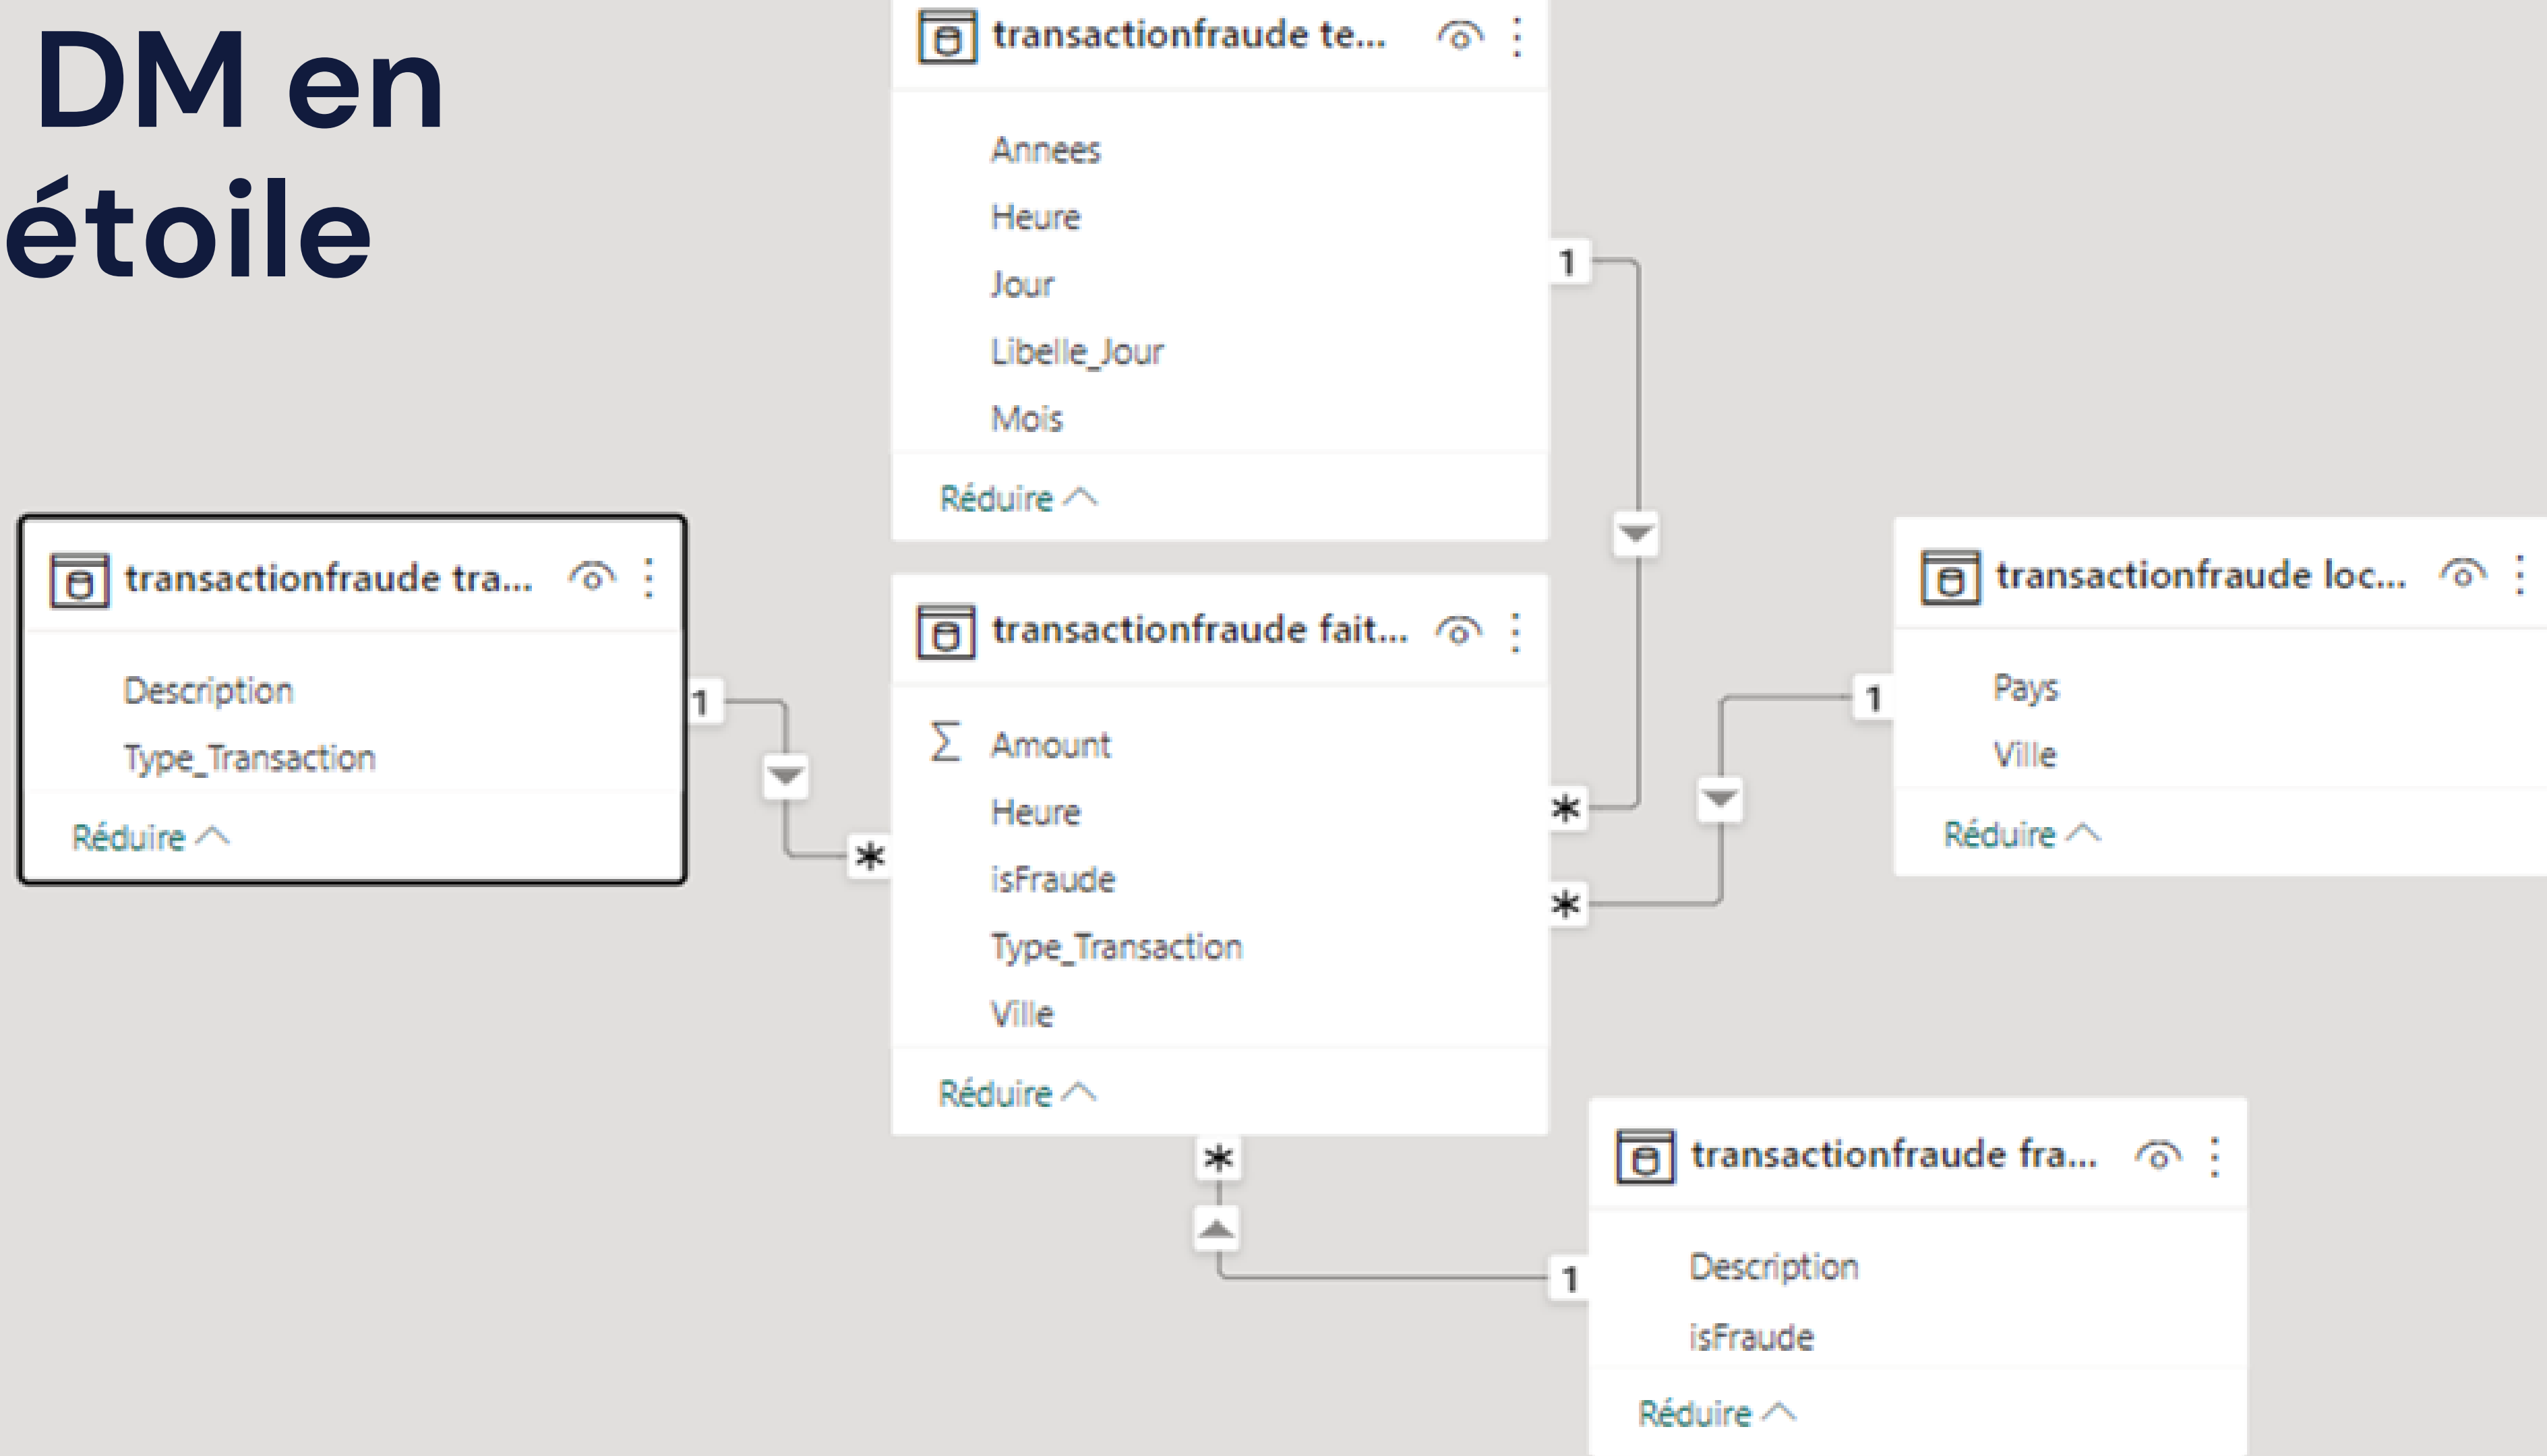 DM en
étoile
transactionfraude te...
Annees
Heure
Jour
Libelle_Jour
Mois
Réduire
1
transactionfraude tra...
Description
Type_Transaction
Réduire
1
*
transactionfraude fait...
Amount
Heure
isFraude
Type_Transaction
Ville
Réduire
*
*
*
transactionfraude loc...
Pays
Ville
Réduire
1
transactionfraude fra...
Description
isFraude
Réduire
1